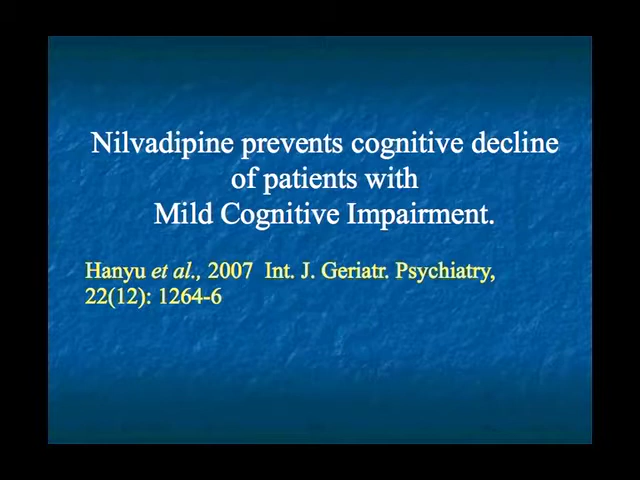 Nilvadipine prevents cognitive decline
of patients with
Mild Cognitive Impairment.
Hanyu et al., 2007 Int. J. Geriatr. Psychiatry,
22(12): 1264-6